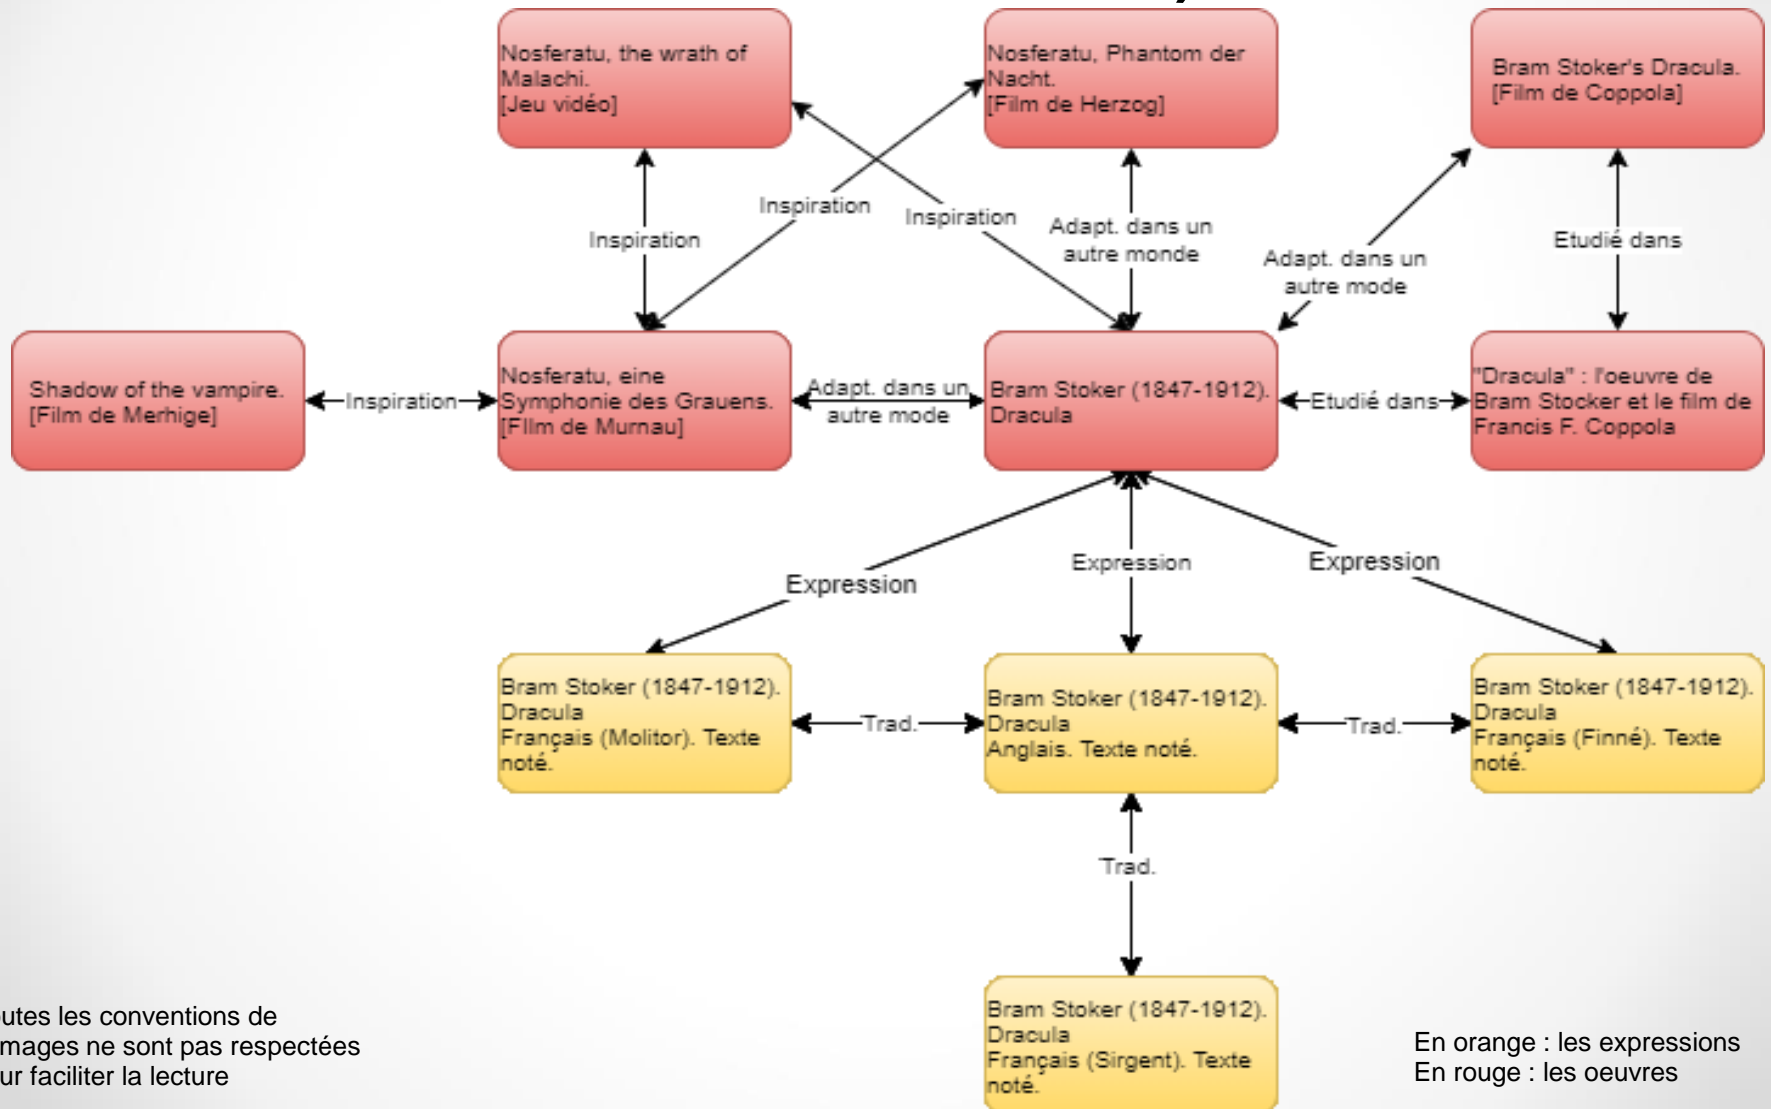 Nosferatu, the wrath of
Malachi.
[Jeu vidéo]
Nosferatu, Phantom der
Nacht.
[Film de Herzog]
Bram Stoker's Dracula.
[Film de Coppola]
Inspiration
Inspiration
Inspiration
Adapt. dans un
autre monde
Adapt. dans un
autre mode
Etudié dans
Shadow of the vampire.
[Film de Merhige]
Inspiration
Nosferatu, eine
Symphonie des Grauens.
[FIlm de Murnau]
Adapt. dans un
autre mode
Bram Stoker (1847-1912).
Dracula
Etudié dans
"Dracula" : l'oeuvre de
Bram Stocker et le film de
Francis F. Coppola
Expression
Expression
Expression
Bram Stoker (1847-1912).
Dracula
Français (Molitor). Texte
noté.
Trad.
Bram Stoker (1847-1912).
Dracula
Anglais. Texte noté.
Trad.
Bram Stoker (1847-1912).
Dracula
Français (Finné). Texte
noté.
Trad.
Bram Stoker (1847-1912).
Dracula
Français (Sirgent). Texte
noté.
outes les conventions de
mages ne sont pas respectées
ur faciliter la lecture
En orange : les expressions
En rouge : les oeuvres